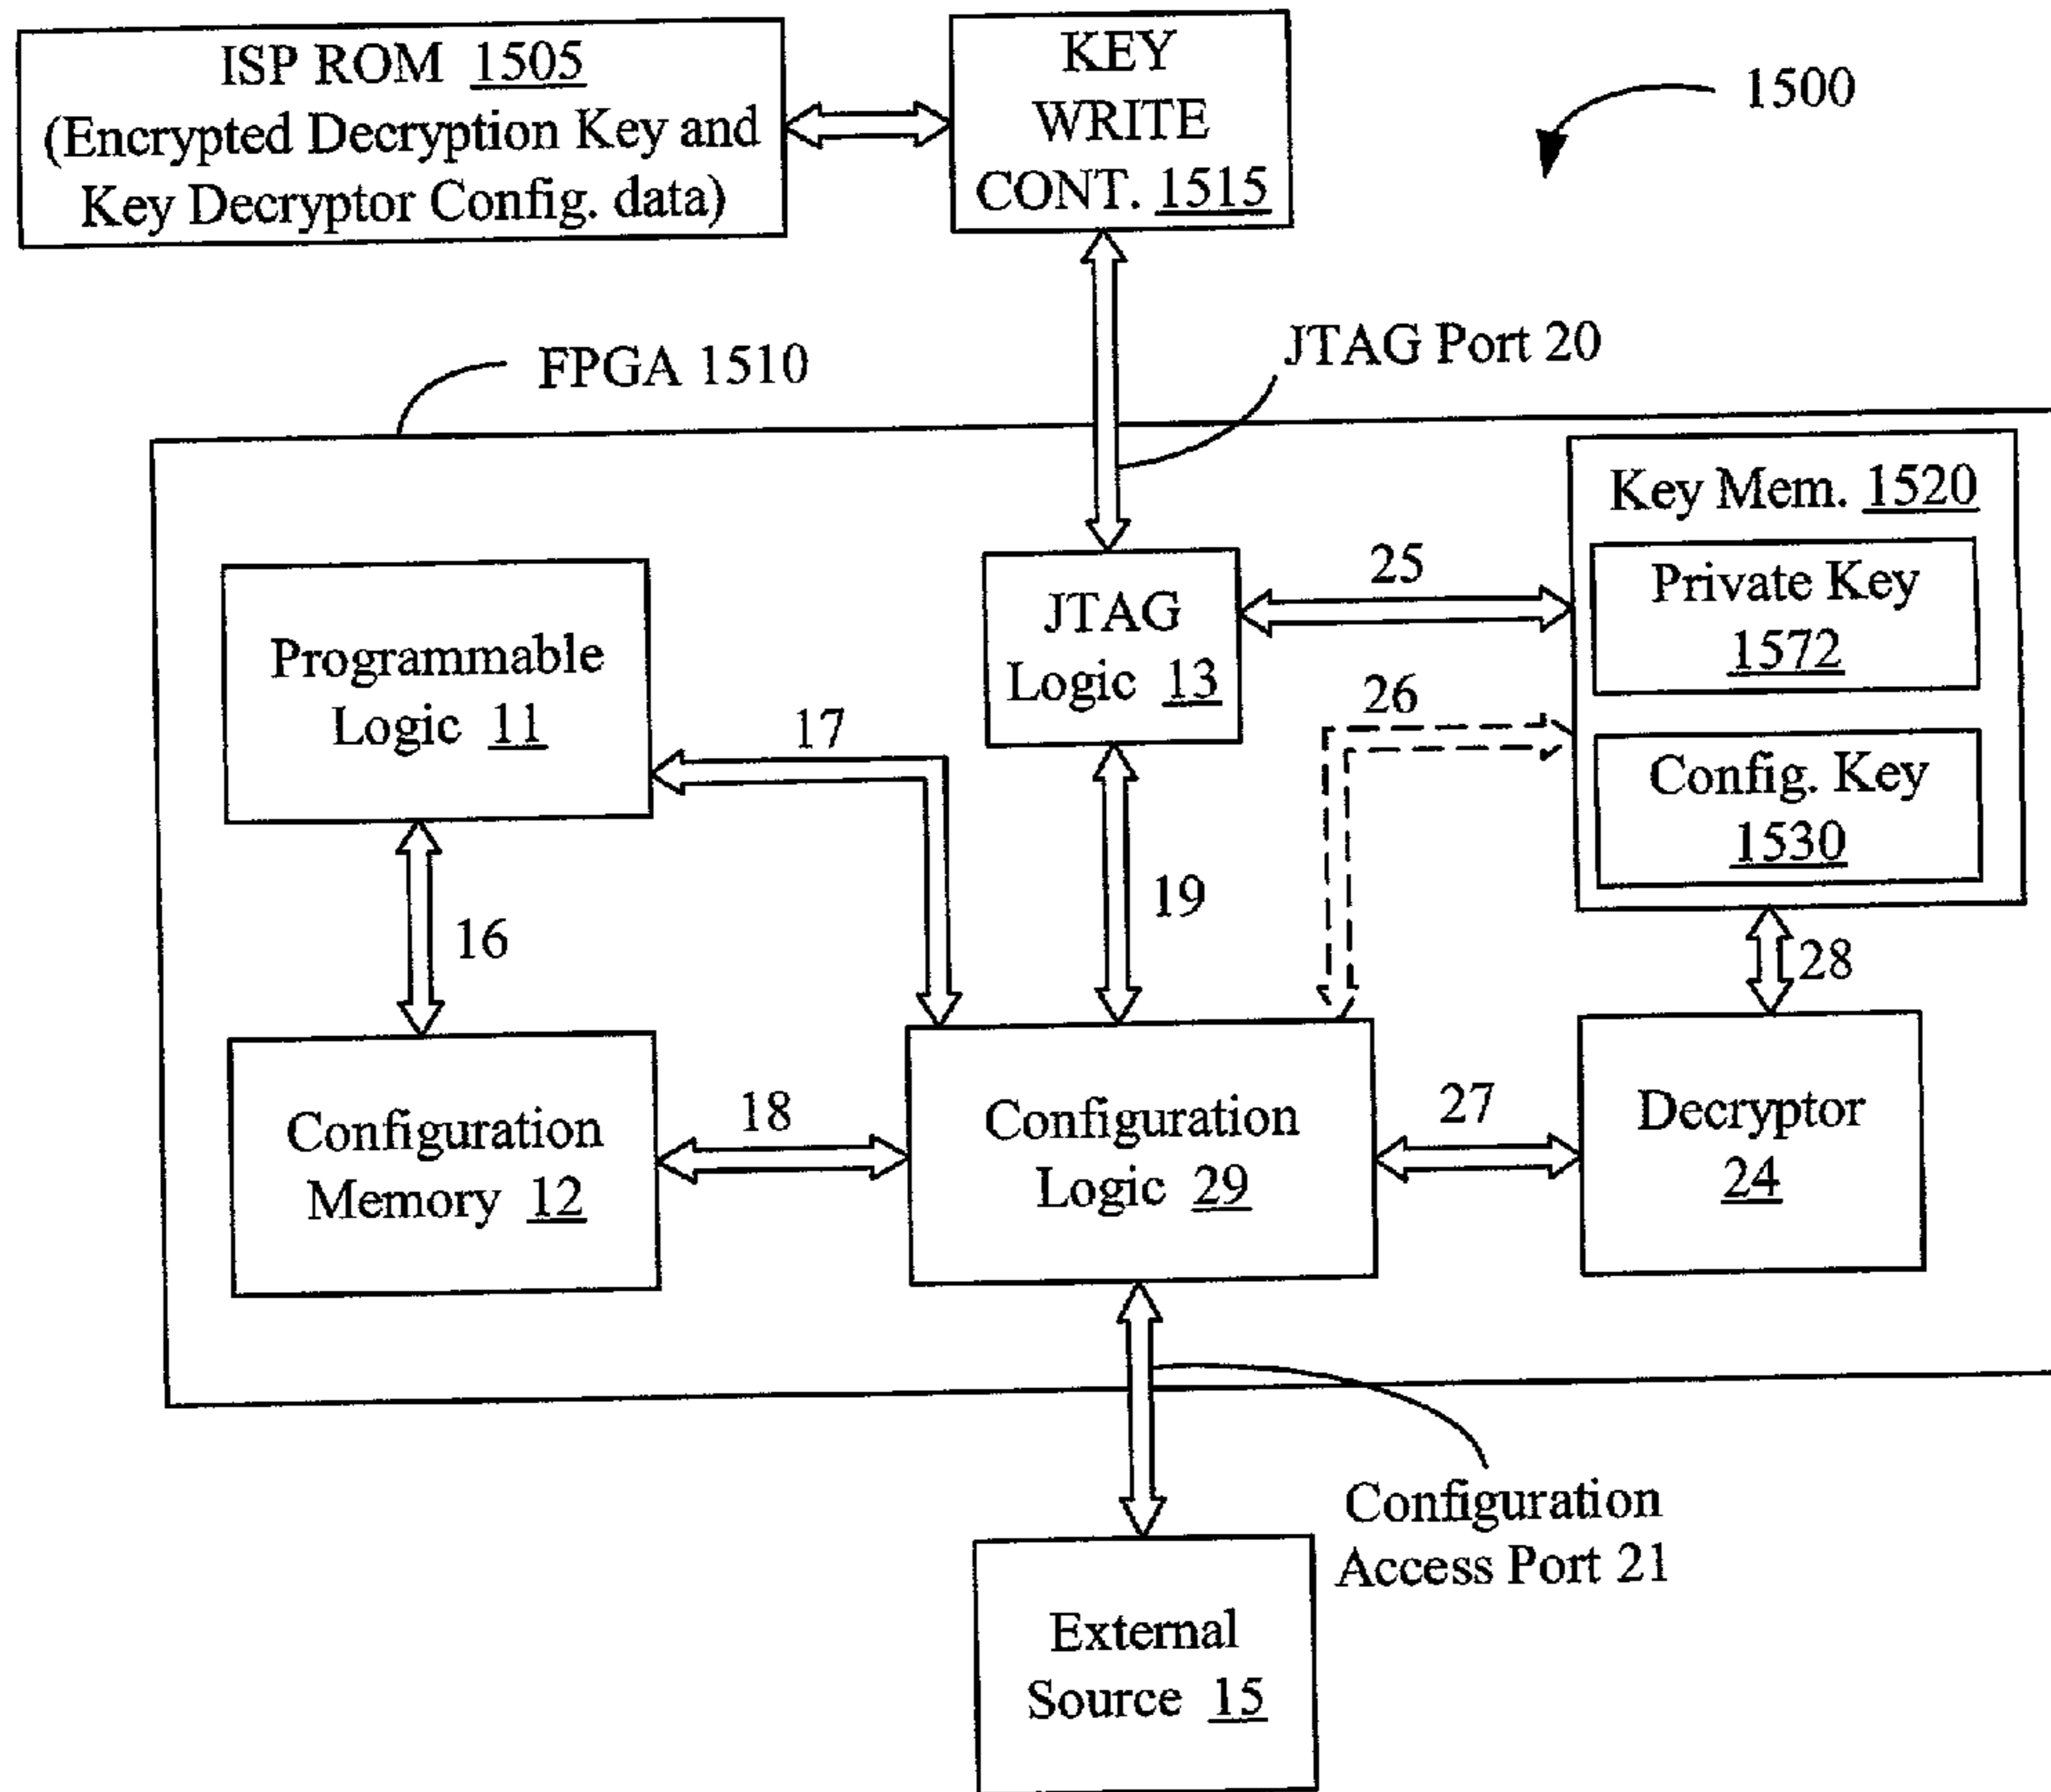 ISP ROM 1505
(Encrypted Decryption Key and
Key Decryptor Config. data)
KEY
WRITE
CONT. 1515
1500
FPGA 1510
JTAG Port 20
Key Mem. 1520
Private Key
1572
Config. Key
1530
25
JTAG
Logic 13
26
Programmable
Logic 11
17
16
19
28
Configuration
Memory 12
18
Configuration
Logic 29
27
Decryptor
24
Configuration
Access Port 21
External
Source 15